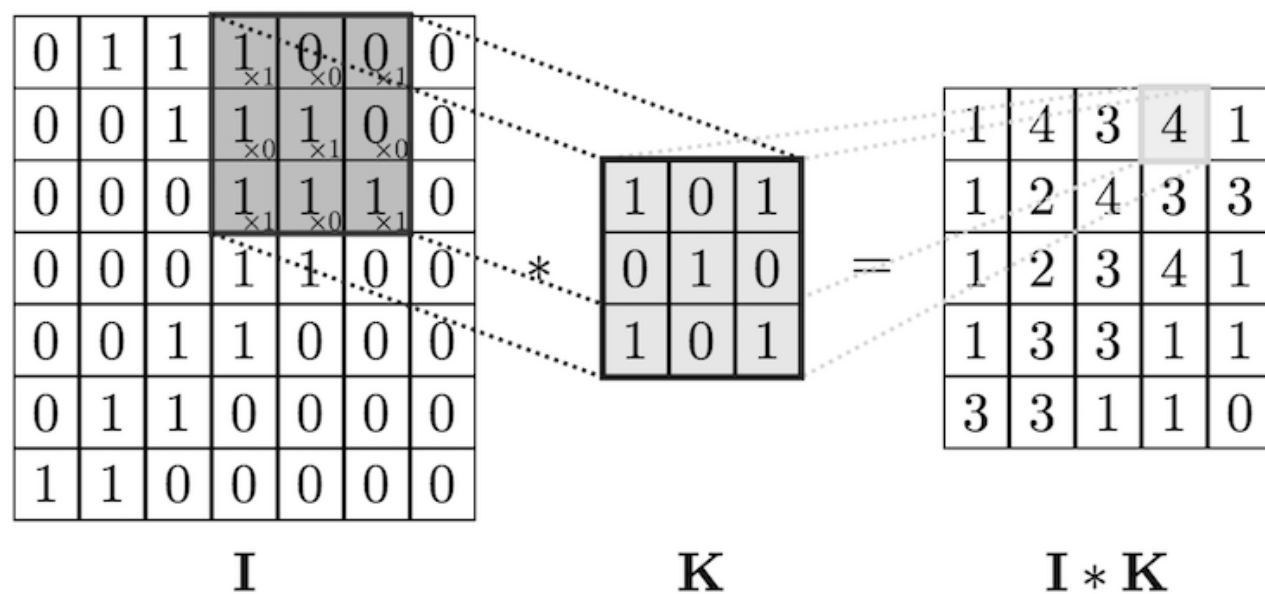 0 1 1 1×1 0×0 0×1 0
0 0 1 1×0 1×1 0×0 0
0 0 0 1×1 1×0 1×1 0
0 0 0 1 1 0 0
0 0 1 1 0 0 0
0 1 1 0 0 0 0
1 1 0 0 0 0 0
I
*
1 0 1
0 1 0
1 0 1
K
=
1 4 3 4 1
1 2 4 3 3
1 2 3 4 1
1 3 3 1 1
3 3 1 1 0
I * K